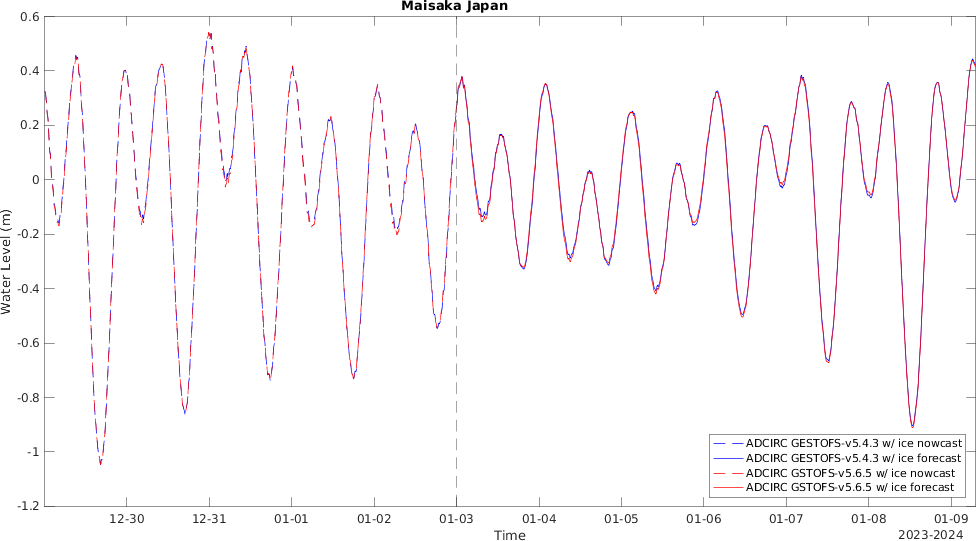 Maisaka Japan
0.6
0.4
0.2
0
-0.2
-0.4
-0.6
-0.8
-1
-1.2
Water Level (m)
ADCIRC GESTOFS-v5.4.3 w/ ice nowcast
ADCIRC GESTOFS-v5.4.3 w/ ice forecast
ADCIRC GSTOFS-v5.6.5 w/ ice nowcast
ADCIRC GSTOFS-v5.6.5 w/ ice forecast
12-30 12-31 01-01 01-02 01-03 01-04 01-05 01-06 01-07 01-08 01-09
Time
2023-2024